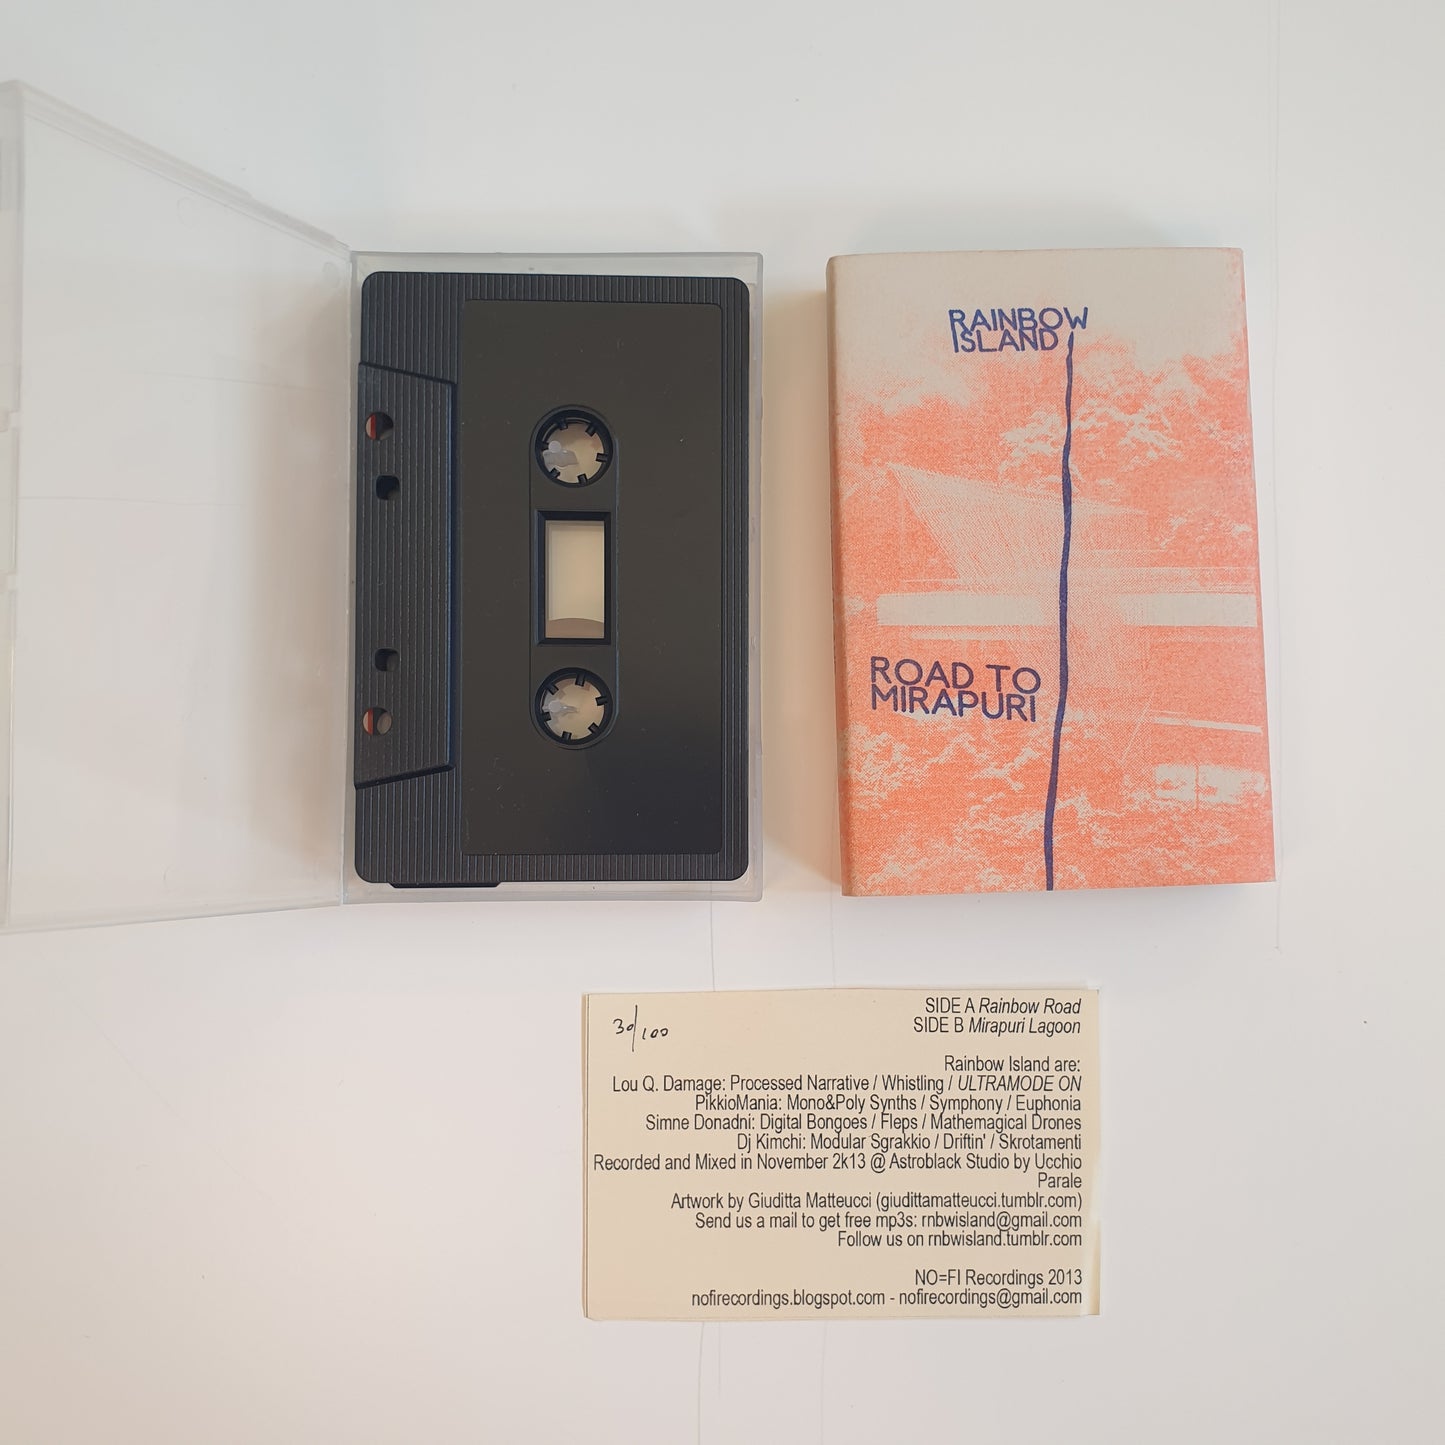 RAINBOW
ISLAND
ROAD TO
MIRAPURI
30/100
SIDE A Rainbow Road
SIDE B Mirapuri Lagoon
Rainbow Island are:
Lou Q. Damage: Processed Narrative / Whistling / ULTRAMODE ON
PikkioMania: Mono&Poly Synths / Symphony / Euphonia
Simne Donadni: Digital Bongoes / Fleps / Mathemagical Drones
Dj Kimchi: Modular Sgrakkio / Driftin' / Skrotamenti
Recorded and Mixed in November 2k13 @ Astroblack Studio by Ucchio
Parale
Artwork by Giuditta Matteucci (giudittamatteucci.tumblr.com)
Send us a mail to get free mp3s: rnbwisland@gmail.com
Follow us on rnbwisland.tumblr.com
NO=FI Recordings 2013
nofirecordings.blogspot.com - nofirecordings@gmail.com